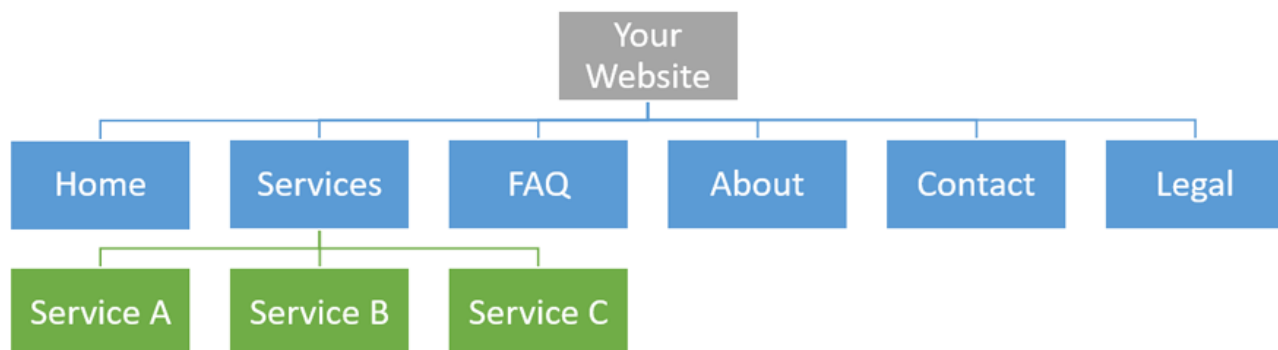 Your
Website
Home
Services
FAQ
About
Contact
Legal
Service A
Service B
Service C